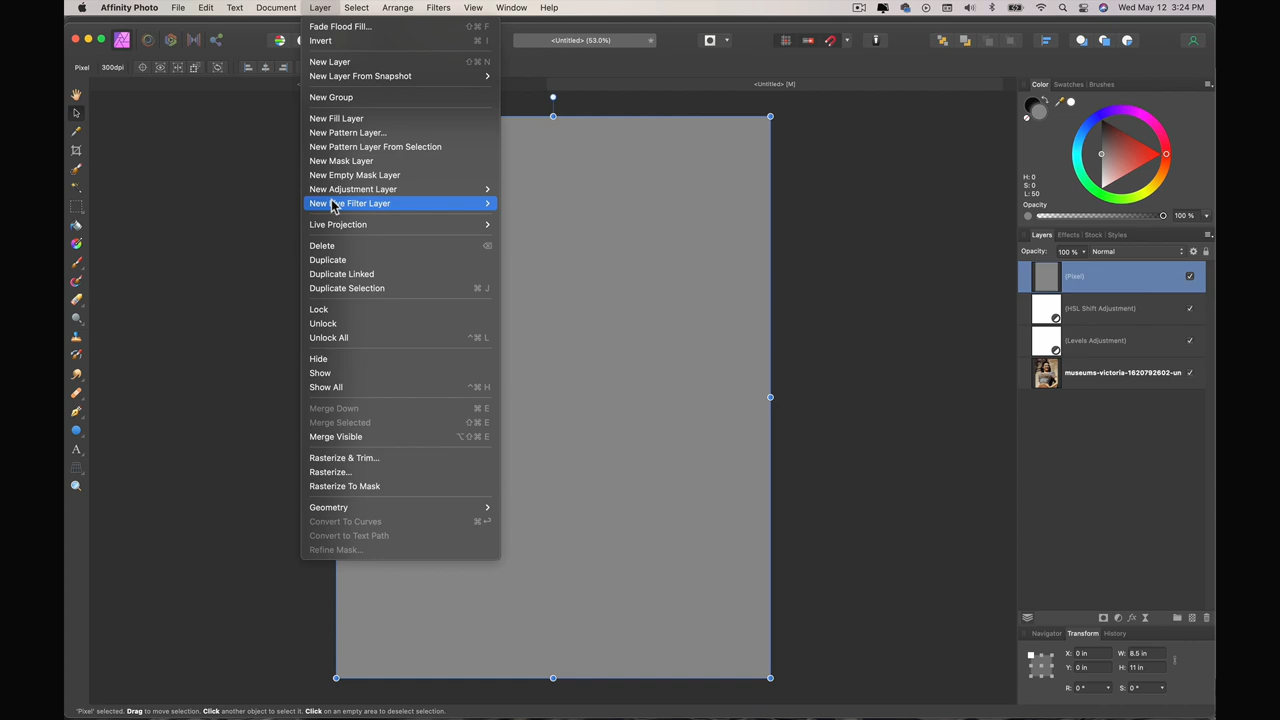 Affinity Photo File Edit Text Document Layer Select Arrange Filters View Window Help Wed May 12 3:24 PM
<Untitled> (53.0%)
Pixel 300dpi
<Untitled> [M]
Fade Flood Fill... ⇧⌘F
Invert ⌘I
New Layer ⇧⌘N
New Layer From Snapshot
New Group
New Fill Layer
New Pattern Layer...
New Pattern Layer From Selection
New Mask Layer
New Empty Mask Layer
New Adjustment Layer
New Live Filter Layer
Live Projection
Delete ⌫
Duplicate
Duplicate Linked
Duplicate Selection ⌘J
Lock
Unlock
Unlock All ^⌘L
Hide
Show
Show All ^⌘H
Merge Down ⌘E
Merge Selected ⇧⌘E
Merge Visible ⌥⇧⌘E
Rasterize & Trim...
Rasterize...
Rasterize To Mask
Geometry
Convert To Curves ⌘↩
Convert to Text Path
Refine Mask...
Color Swatches Brushes
H: 0
S: 0
L: 50
Opacity
100 %
Layers Effects Stock Styles
Opacity: 100 % Normal
(Pixel)
(HSL Shift Adjustment)
(Levels Adjustment)
museums-victoria-1620792602-un
fx
Navigator Transform History
X: 0 in W: 8.5 in
Y: 0 in H: 11 in
R: 0 ° S: 0 °
'Pixel' selected. Drag to move selection. Click another object to select it. Click on an empty area to deselect selection.